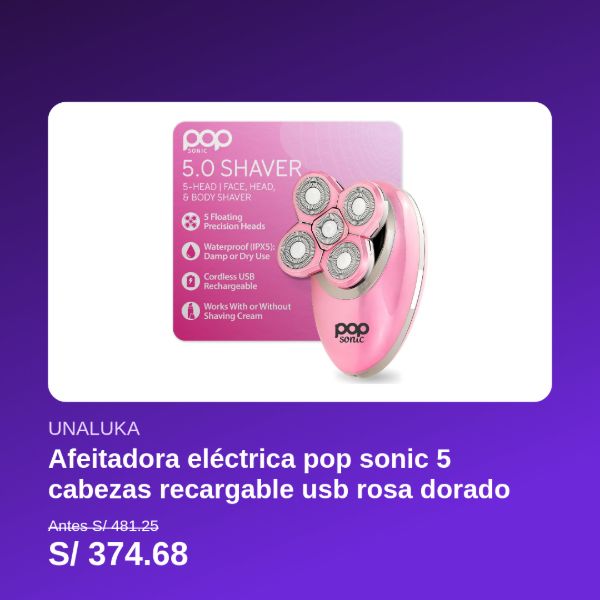 pop
SONIC
5.0 SHAVER
5-HEAD | FACE, HEAD,
& BODY SHAVER
5 Floating
Precision Heads
Waterproof (IPX5):
Damp or Dry Use
Cordless USB
Rechargeable
Works With or Without
Shaving Cream
pop
sonic
UNALUKA
Afeitadora eléctrica pop sonic 5
cabezas recargable usb rosa dorado
Antes S/ 481.25
S/ 374.68